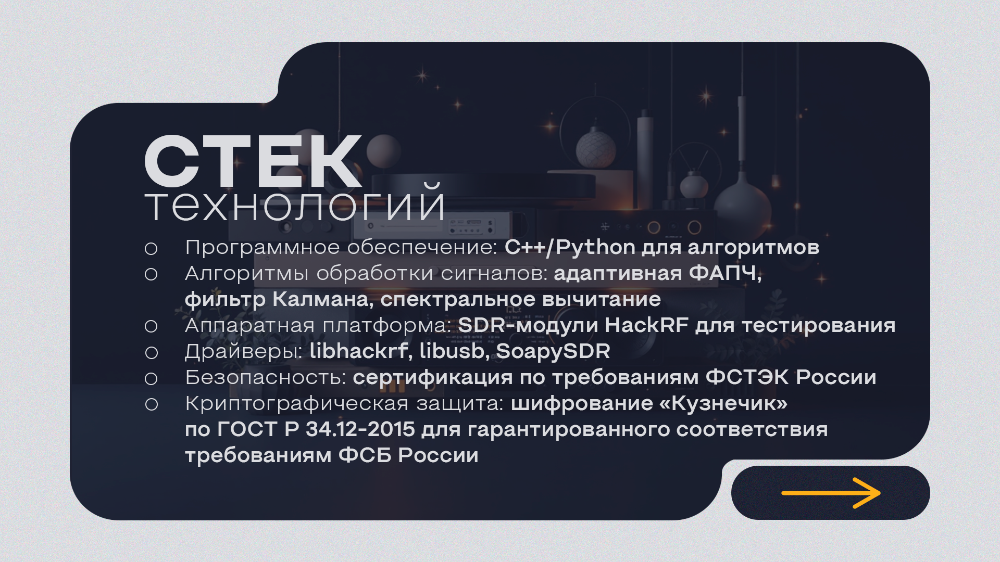 СТЕК
технологий
Программное обеспечение: C++/Python для алгоритмов
Алгоритмы обработки сигналов: адаптивная ФАПЧ,
фильтр Калмана, спектральное вычитание
Аппаратная платформа: SDR-модули HackRF для тестирования
Драйверы: libhackrf, libusb, SoapySDR
Безопасность: сертификация по требованиям ФСТЭК России
Криптографическая защита: шифрование «Кузнечик»
по ГОСТ Р 34.12-2015 для гарантированного соответствия
требованиям ФСБ России